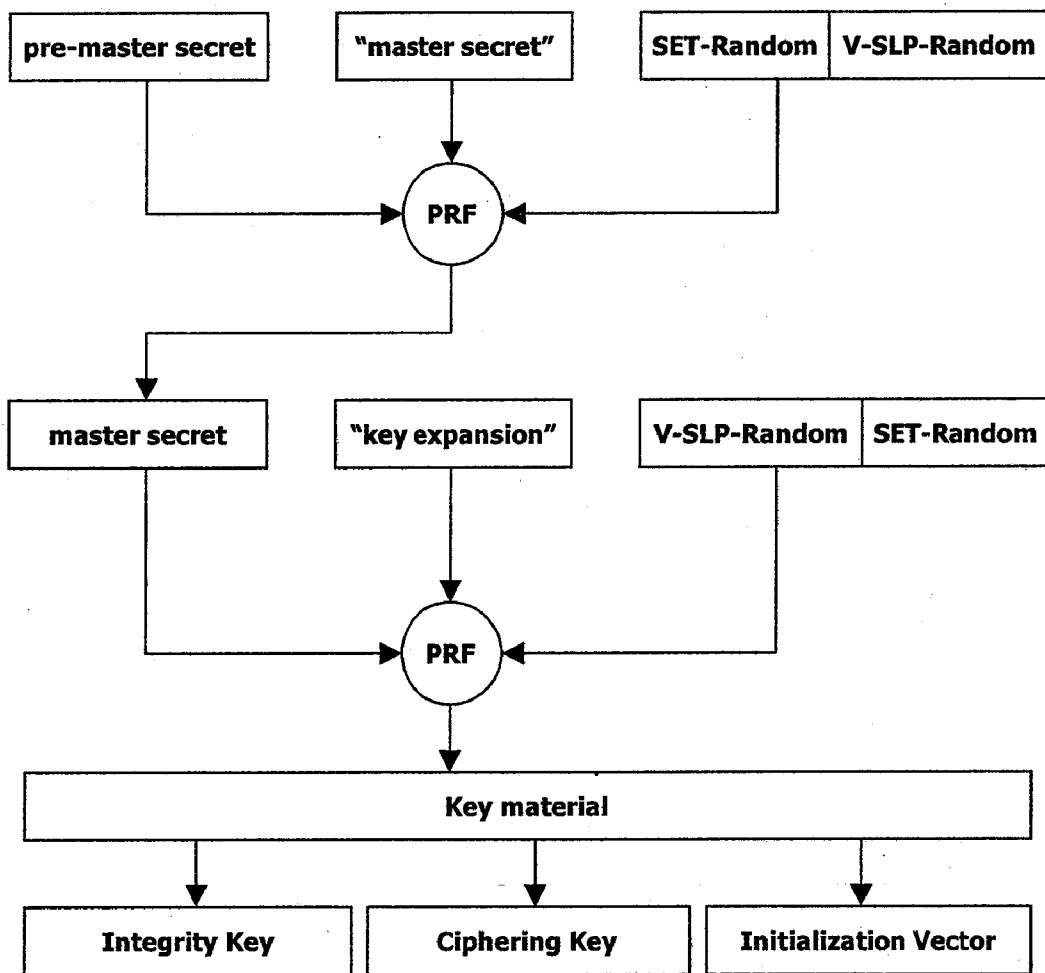 pre-master secret
“master secret”
SET-Random
V-SLP-Random
PRF
master secret
“key expansion”
V-SLP-Random
SET-Random
PRF
Key material
Integrity Key
Ciphering Key
Initialization Vector